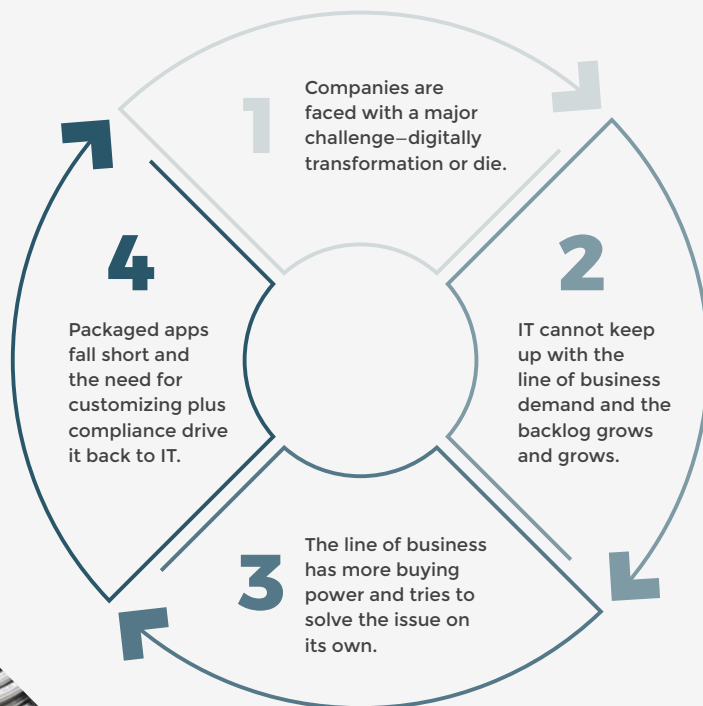 1
Companies are
faced with a major
challenge—digitally
transformation or die.
2
IT cannot keep
up with the
line of business
demand and the
backlog grows
and grows.
3
The line of business
has more buying
power and tries to
solve the issue on
its own.
4
Packaged apps
fall short and
the need for
customizing plus
compliance drive
it back to IT.